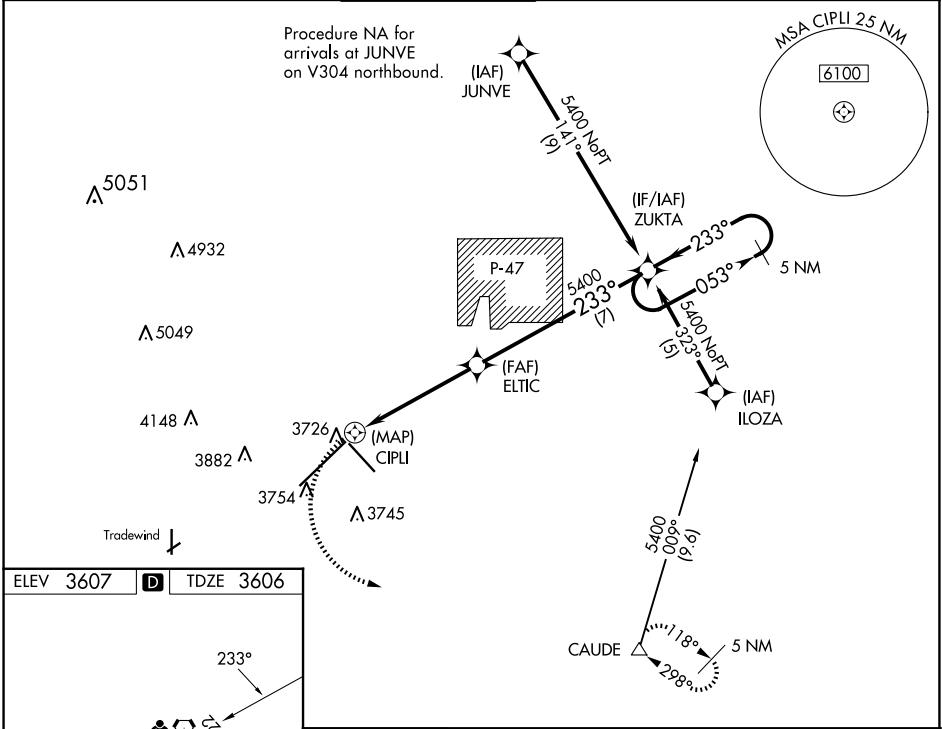 Procedure NA for
arrivals at JUNVE
on V304 northbound.
(IAF)
JUNVE
MSA CIPLI 25 NM
6100
5400 NoPT
141°
(9)
5051
4932
(IF/IAF)
ZUKTA
233°
053°
5 NM
P-47
5400
233°
(7)
5400 NoPT
323°
(5)
5049
(FAF)
ELTIC
(IAF)
ILOZA
4148
3726
(MAP)
CIPLI
3882
3754
3745
Tradewind
5400
009°
(9.6)
ELEV 3607 D TDZE 3606
233°
22
CAUDE
118°
298°
5 NM